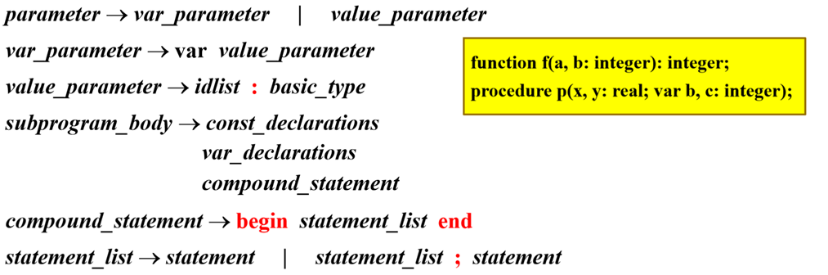 parameter → var_parameter | value_parameter
var_parameter → var value_parameter
value_parameter → idlist : basic_type
function f(a, b: integer): integer;
procedure p(x, y: real; var b, c: integer);
subprogram_body → const_declarations
var_declarations
compound_statement
compound_statement → begin statement_list end
statement_list → statement | statement_list ; statement